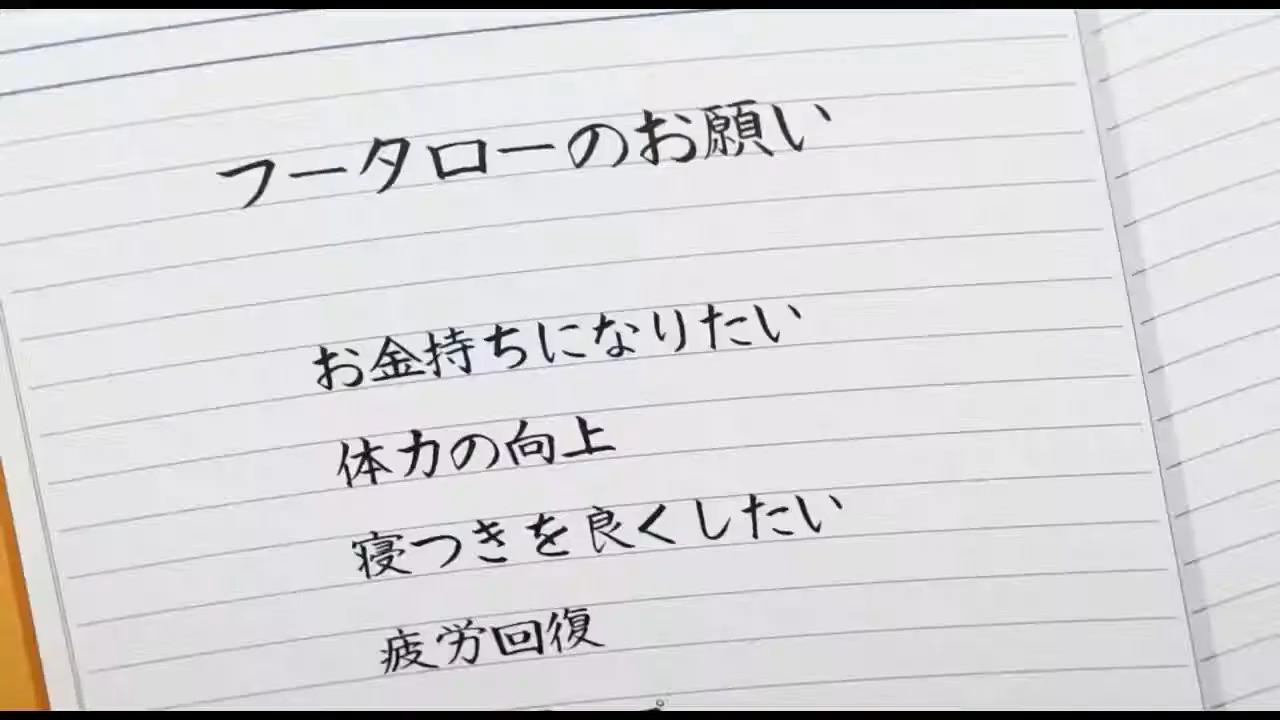 フータローのお願い
お金持ちになりたい
体力の向上
寝つきを良くしたい
疲労回復